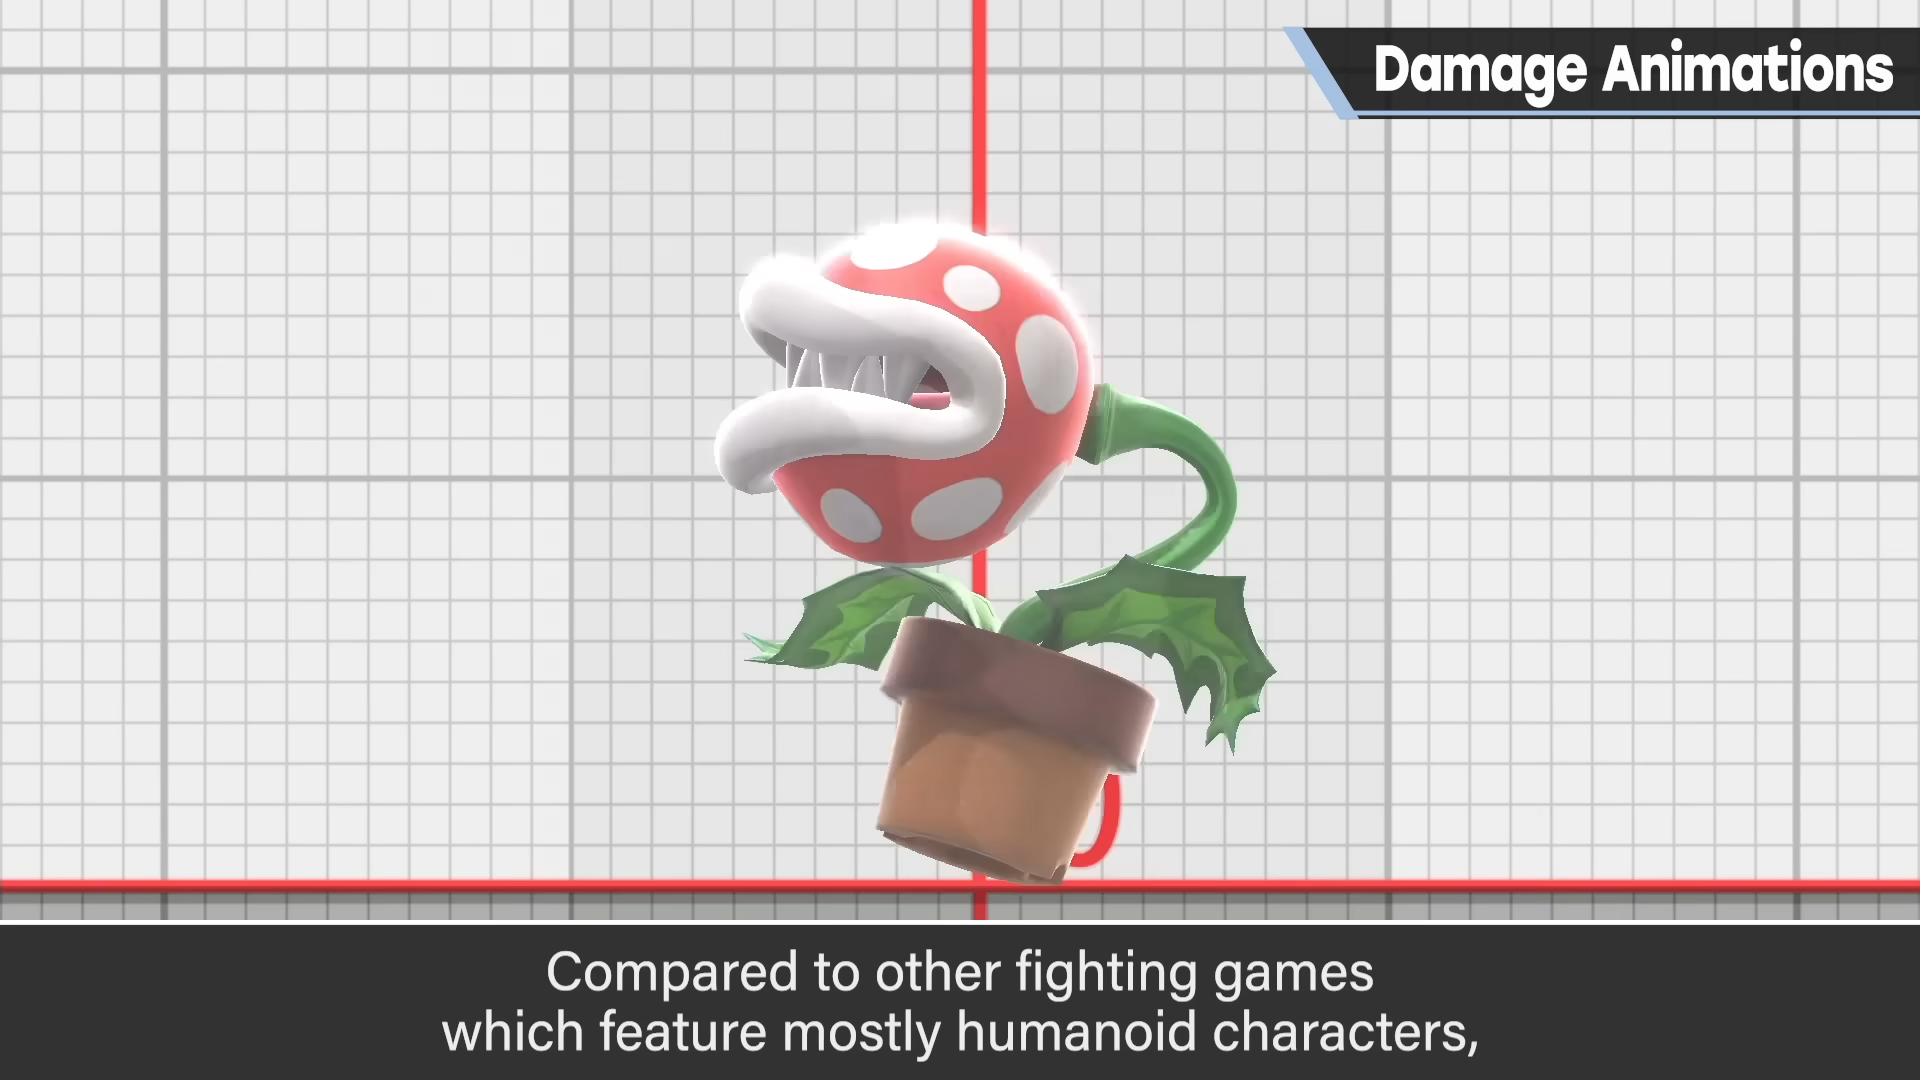 Damage Animations
Compared to other fighting games
which feature mostly humanoid characters,